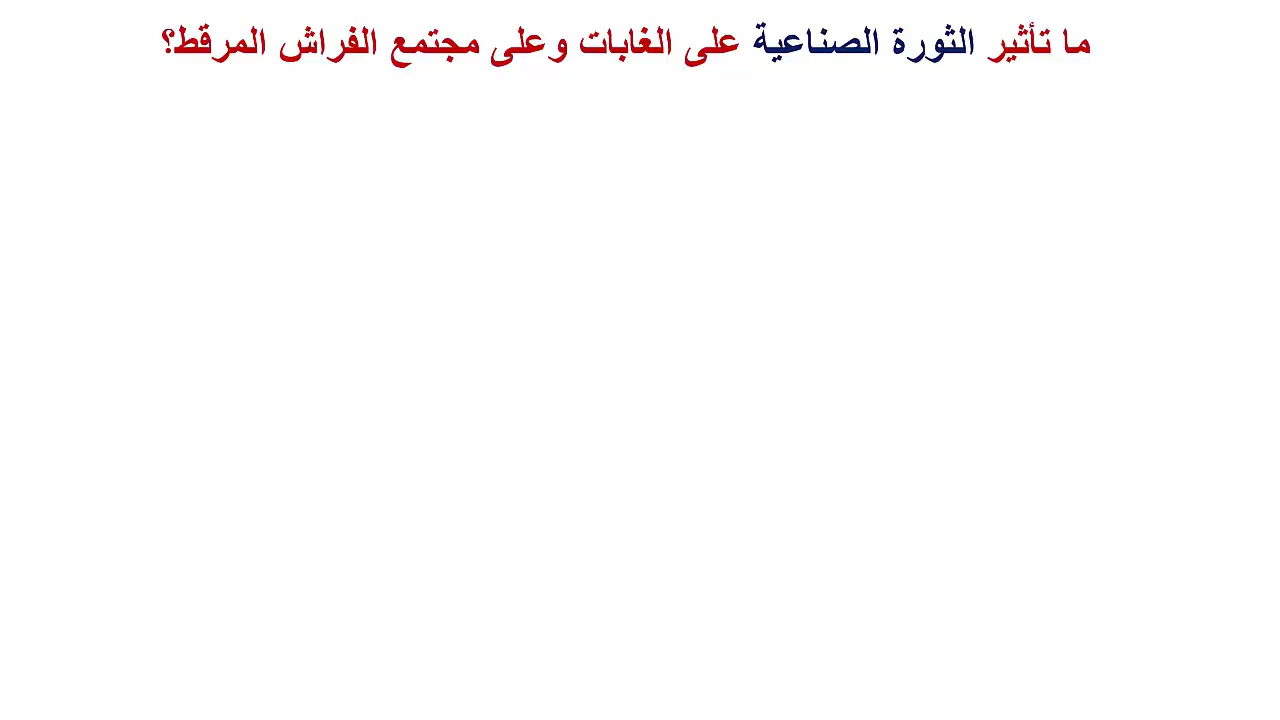 ما تأثير الثورة الصناعية على الغابات وعلى مجتمع الفراش المرقط؟